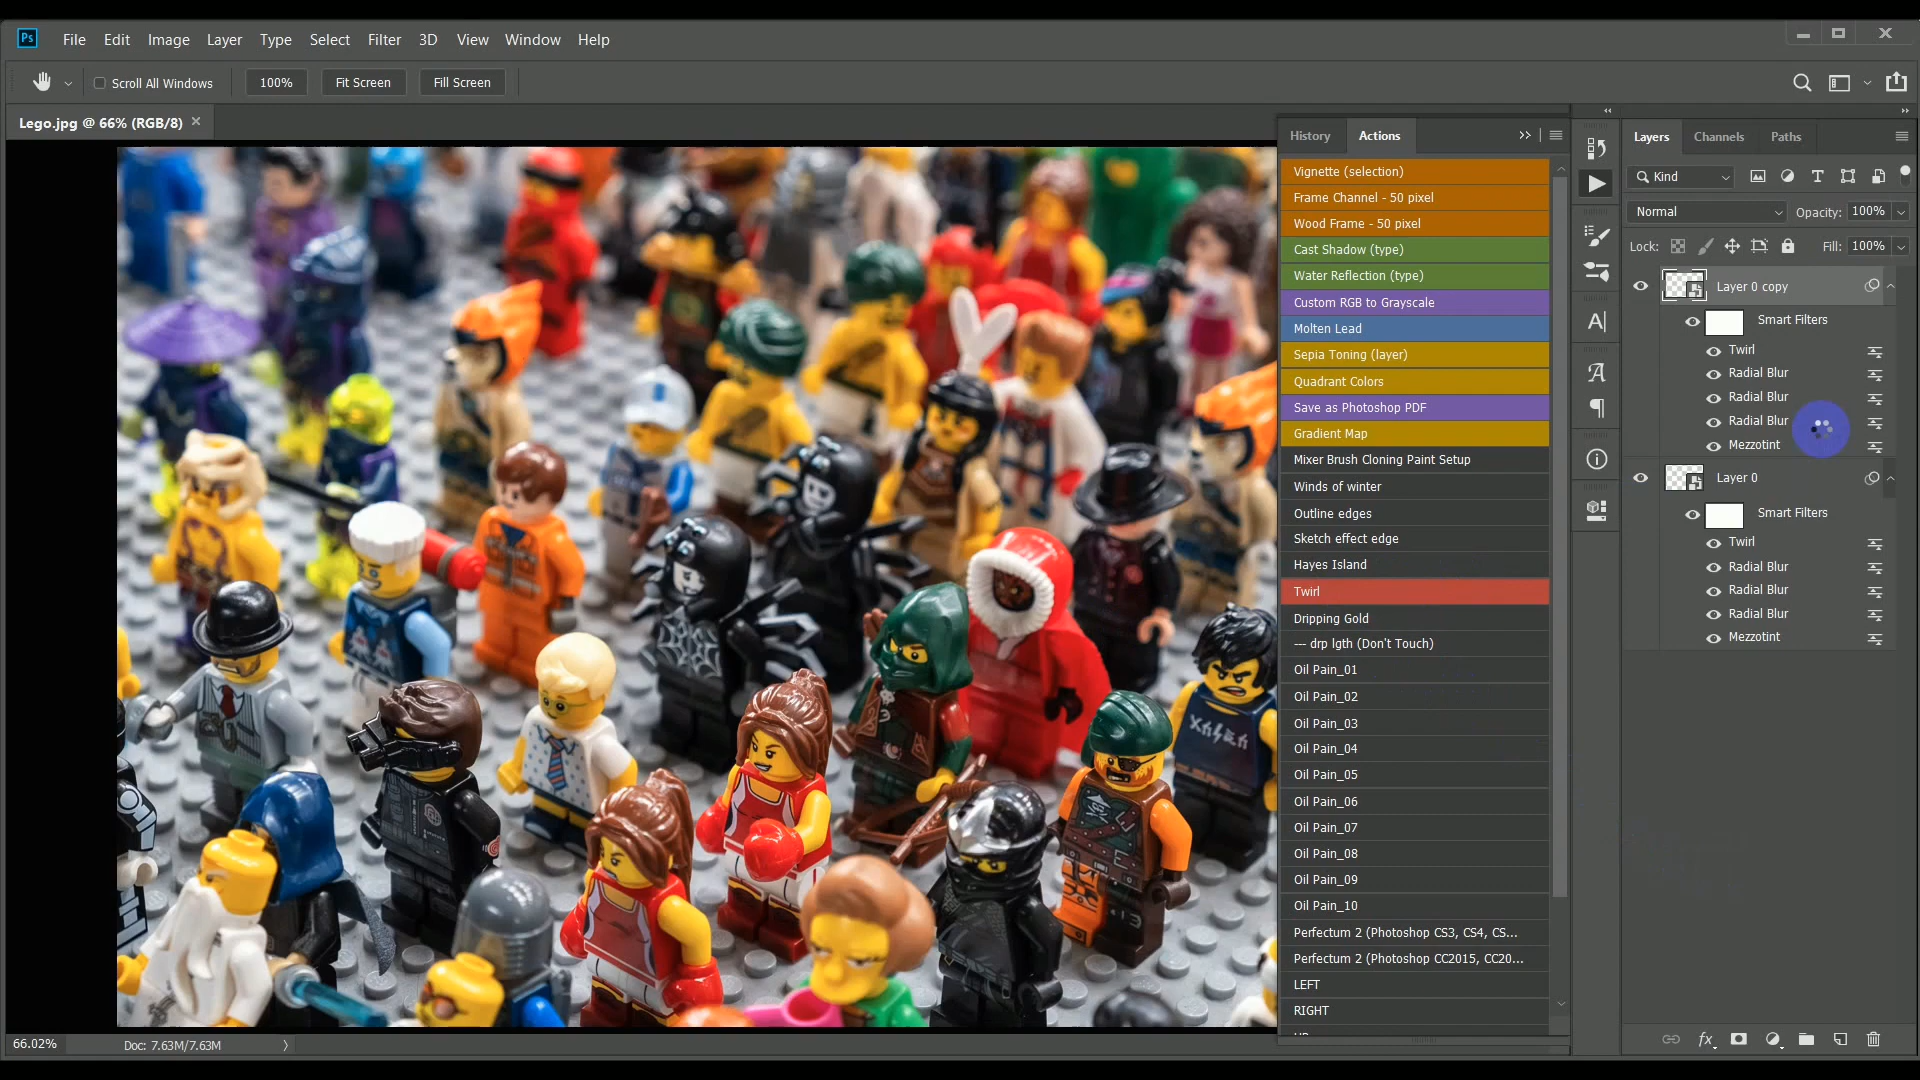 Ps File Edit Image Layer Type Select Filter 3D View Window Help
Scroll All Windows 100% Fit Screen Fill Screen
Lego.jpg @ 66% (RGB/8) ×
History Actions
Vignette (selection)
Frame Channel - 50 pixel
Wood Frame - 50 pixel
Cast Shadow (type)
Water Reflection (type)
Custom RGB to Grayscale
Molten Lead
Sepia Toning (layer)
Quadrant Colors
Save as Photoshop PDF
Gradient Map
Mixer Brush Cloning Paint Setup
Winds of winter
Outline edges
Sketch effect edge
Hayes Island
Twirl
Dripping Gold
--- drp lgth (Don't Touch)
Oil Pain_01
Oil Pain_02
Oil Pain_03
Oil Pain_04
Oil Pain_05
Oil Pain_06
Oil Pain_07
Oil Pain_08
Oil Pain_09
Oil Pain_10
Perfectum 2 (Photoshop CS3, CS4, CS...
Perfectum 2 (Photoshop CC2015, CC20...
LEFT
RIGHT
Layers Channels Paths
Kind
Normal Opacity: 100%
Lock: Fill: 100%
Layer 0 copy
Smart Filters
Twirl
Radial Blur
Radial Blur
Radial Blur
Mezzotint
Layer 0
Smart Filters
Twirl
Radial Blur
Radial Blur
Radial Blur
Mezzotint
66.02% Doc: 7.63M/7.63M
fx